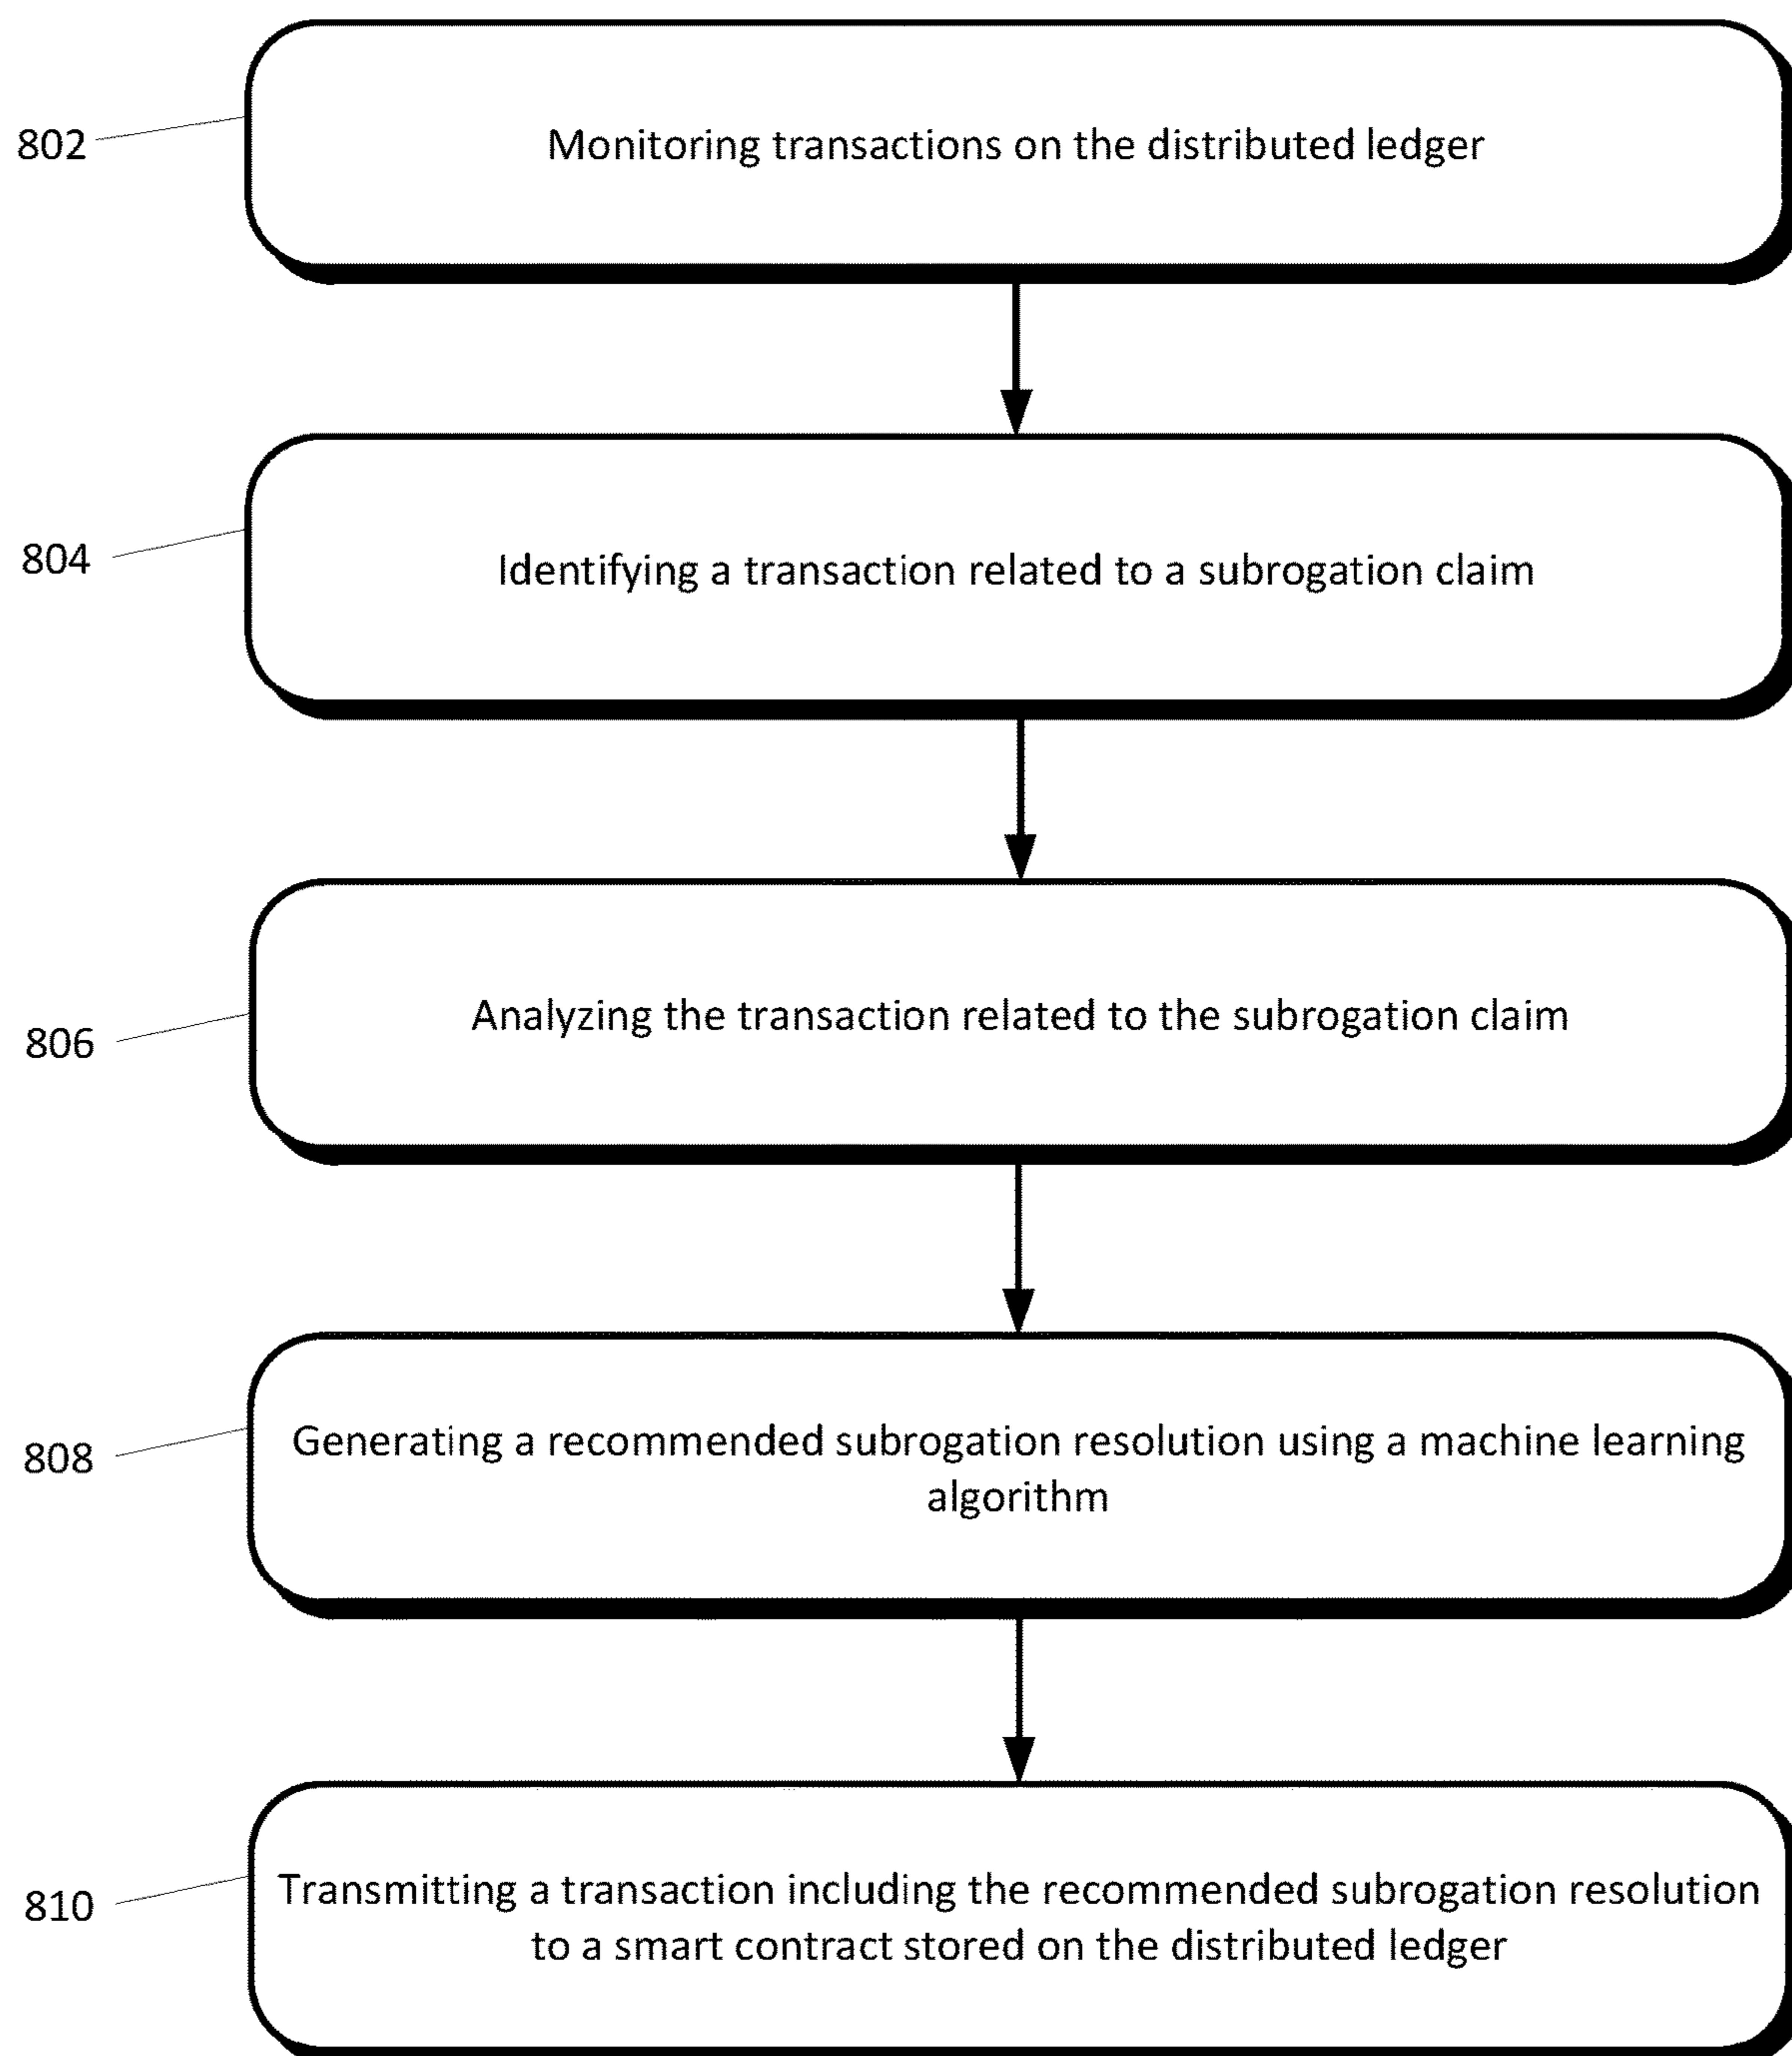 802
Monitoring transactions on the distributed ledger
804
Identifying a transaction related to a subrogation claim
806
Analyzing the transaction related to the subrogation claim
808
Generating a recommended subrogation resolution using a machine learning
algorithm
810
Transmitting a transaction including the recommended subrogation resolution
to a smart contract stored on the distributed ledger